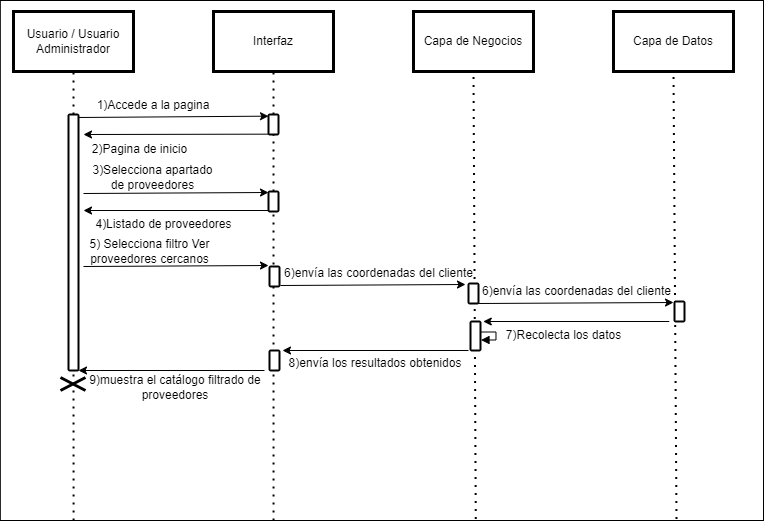 Usuario / Usuario
Administrador
Interfaz
Capa de Negocios
Capa de Datos
1)Accede a la pagina
2)Pagina de inicio
3)Selecciona apartado
de proveedores
4)Listado de proveedores
5) Selecciona filtro Ver
proveedores cercanos
6)envía las coordenadas del cliente
6)envía las coordenadas del cliente
7)Recolecta los datos
8)envía los resultados obtenidos
9)muestra el catálogo filtrado de
proveedores